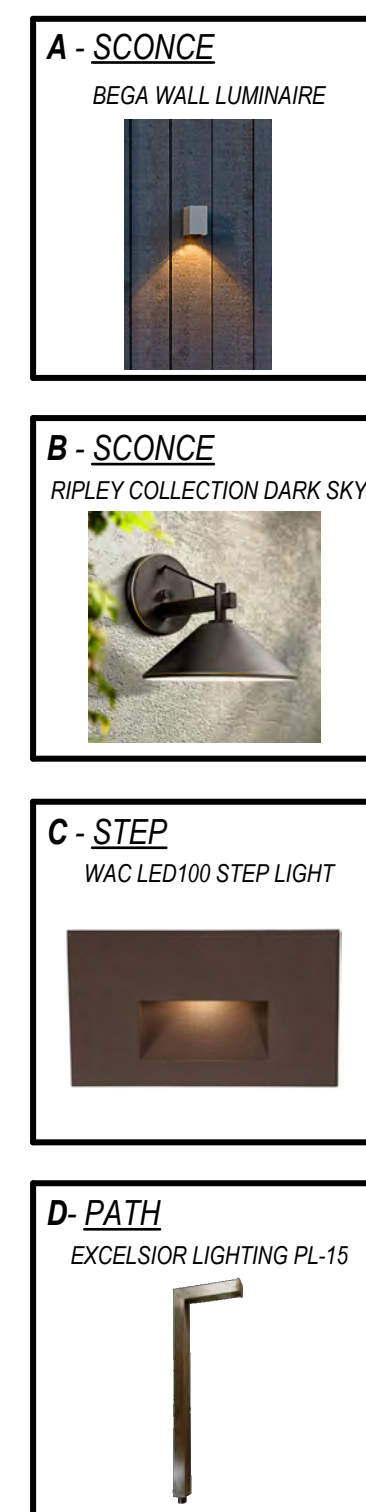 A - SCONCE
BEGA WALL LUMINAIRE
B - SCONCE
RIPLEY COLLECTION DARK SKY
C - STEP
WAC LED100 STEP LIGHT
D- PATH
EXCELSIOR LIGHTING PL-15